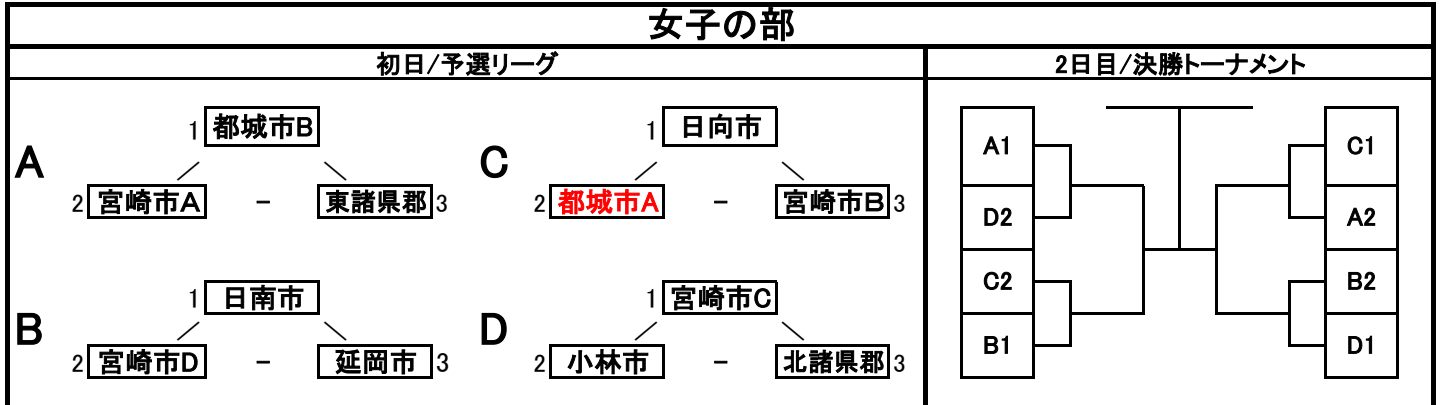 女子の部
初日/予選リーグ
2日目/決勝トーナメント
A
1 都城市B
2 宮崎市A － 東諸県郡 3
C
1 日向市
2 都城市A － 宮崎市B 3
B
1 日南市
2 宮崎市D － 延岡市 3
D
1 宮崎市C
2 小林市 － 北諸県郡 3
A1
D2
C2
B1
C1
A2
B2
D1